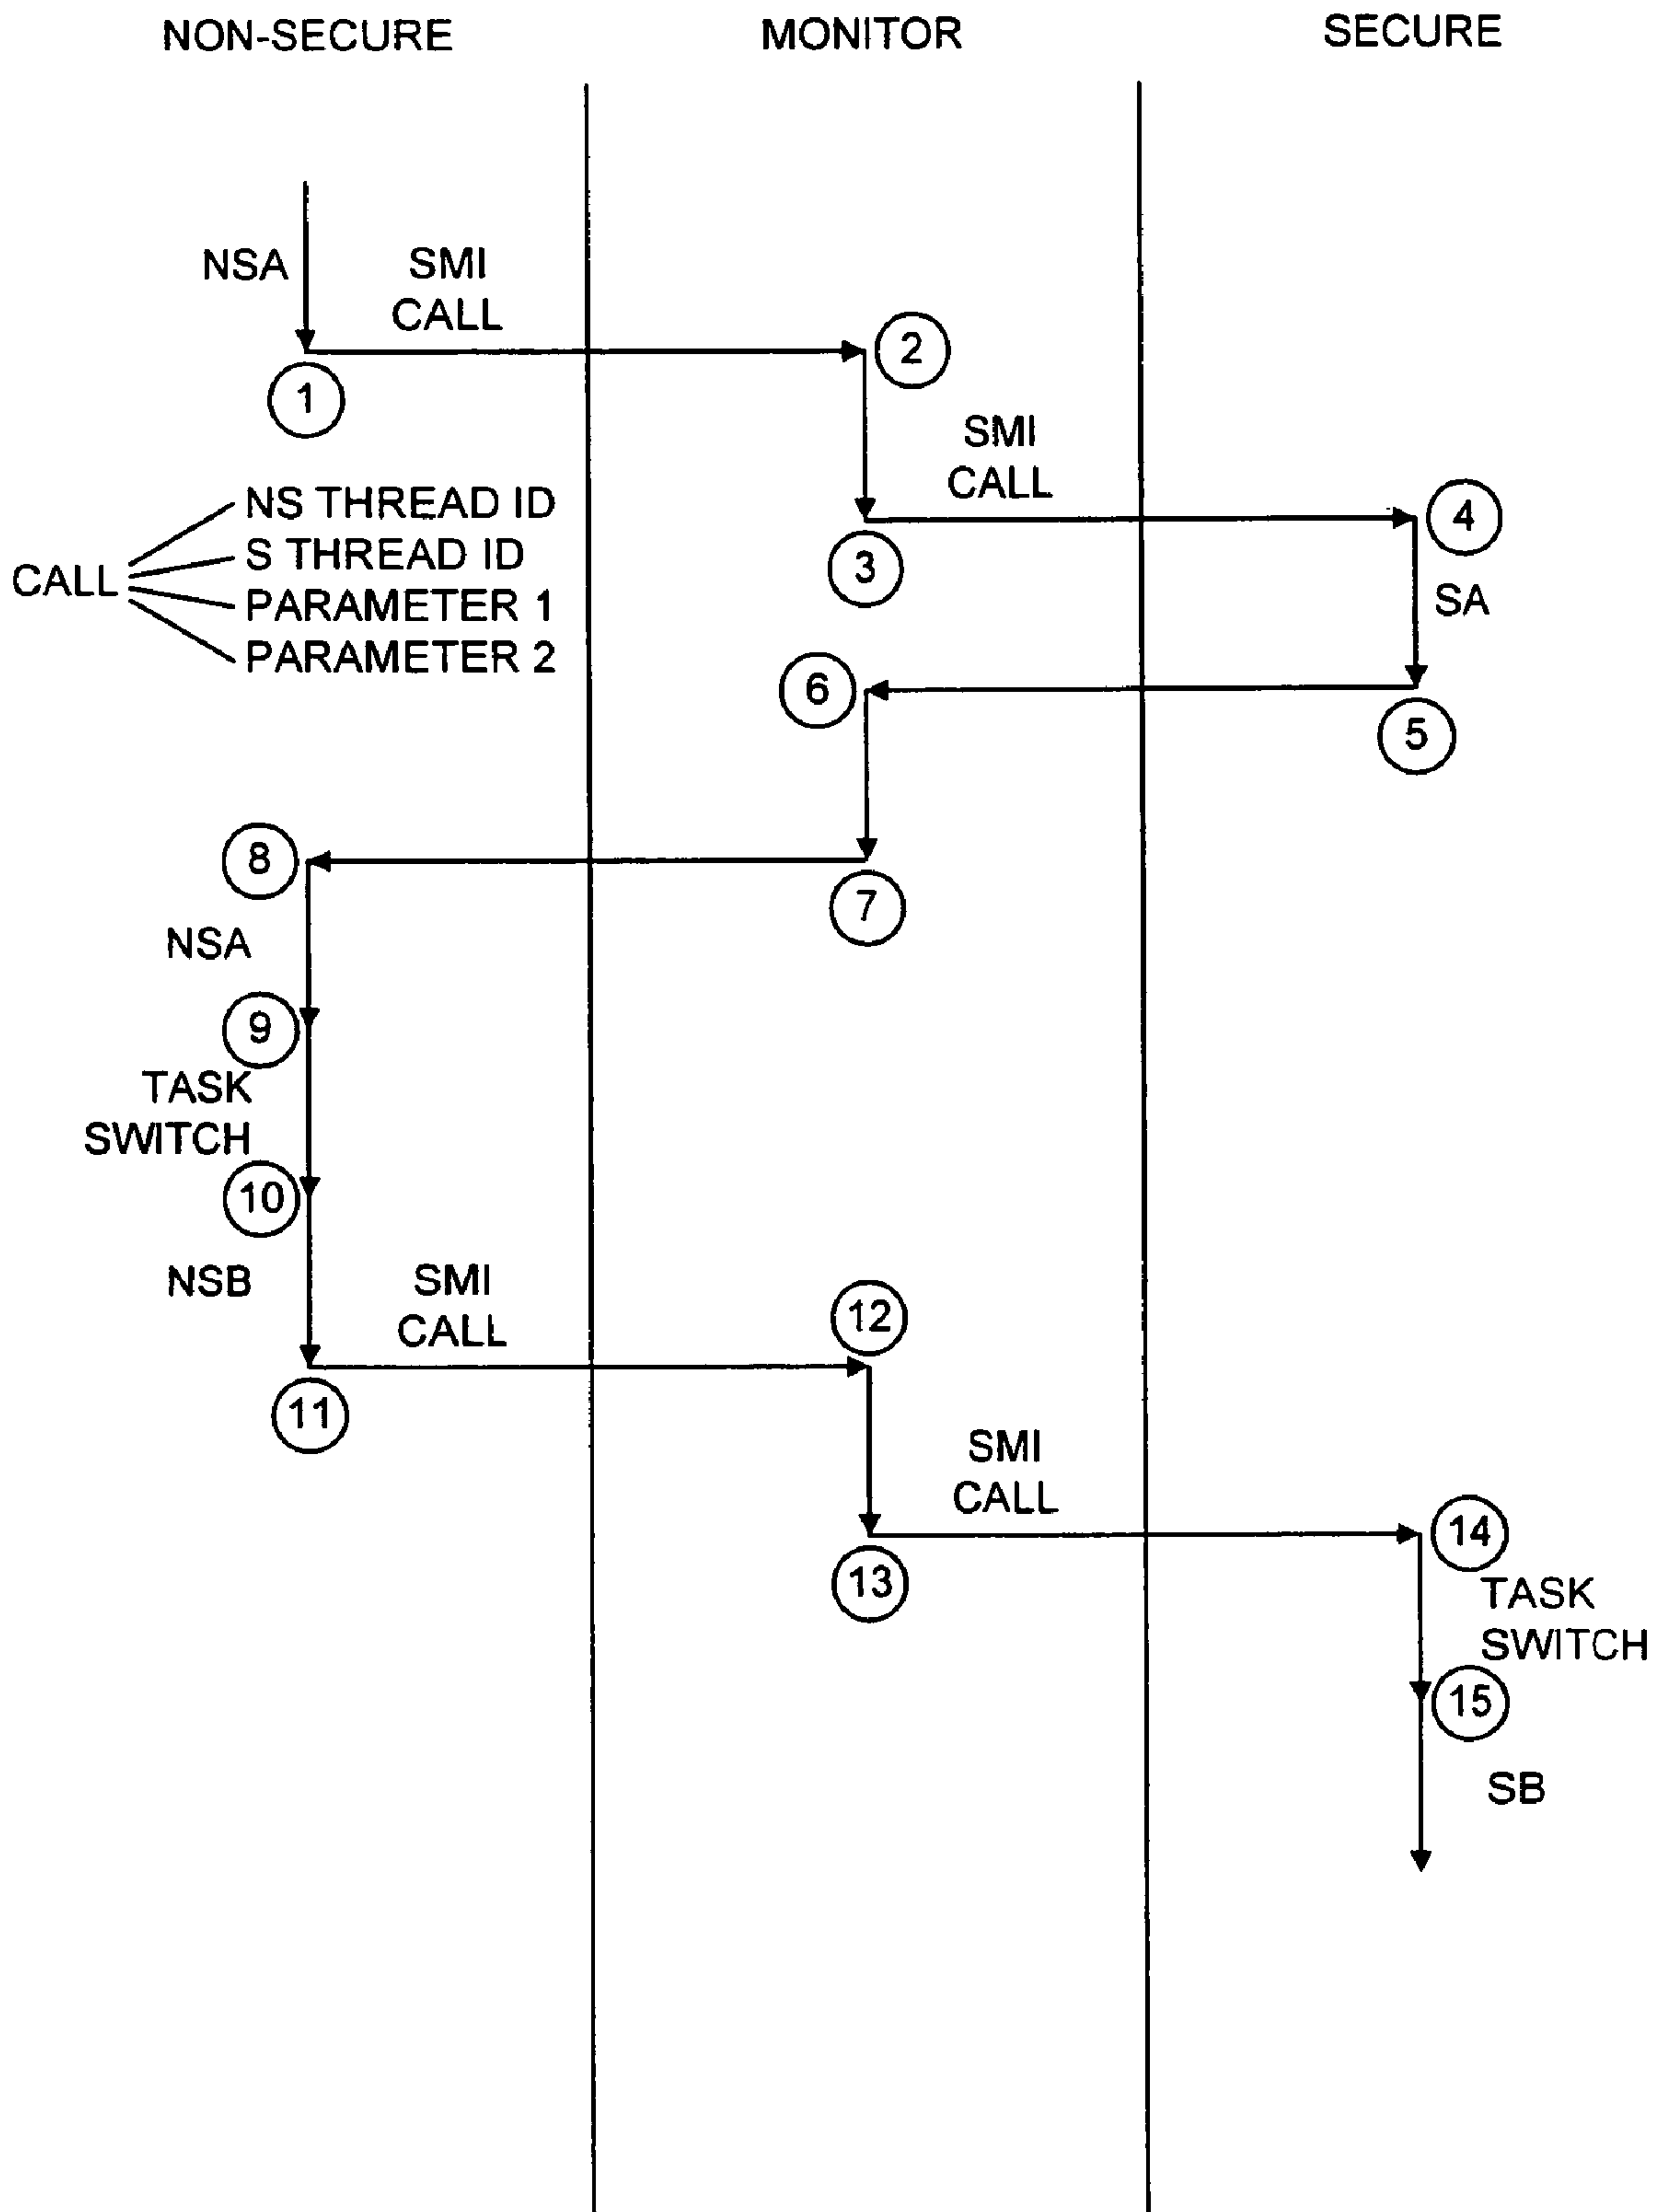 NON-SECURE
MONITOR
SECURE
NSA
SMI
CALL
2
1
SMI
CALL
4
NS THREAD ID
S THREAD ID
CALL
PARAMETER 1
PARAMETER 2
3
SA
6
5
8
7
NSA
9
TASK
SWITCH
10
NSB
SMI
CALL
12
11
SMI
CALL
14
13
TASK
SWITCH
15
SB